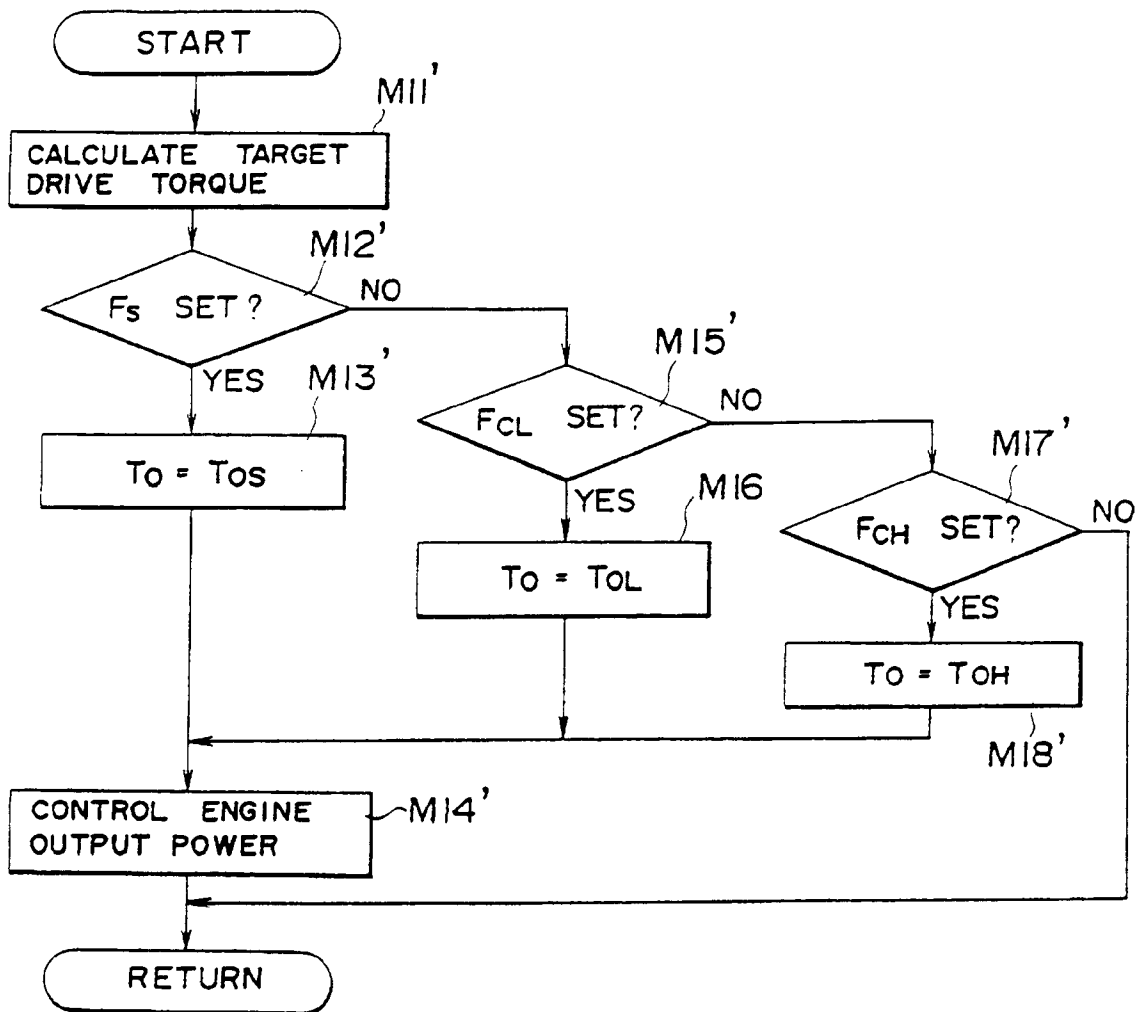 START
M11'
CALCULATE TARGET
DRIVE TORQUE
M12'
FS SET?
NO
YES
M13'
TO = TOS
M15'
FCL SET?
NO
YES
M16
TO = TOL
M17'
FCH SET?
NO
YES
TO = TOH
M18'
CONTROL ENGINE
OUTPUT POWER
M14'
RETURN